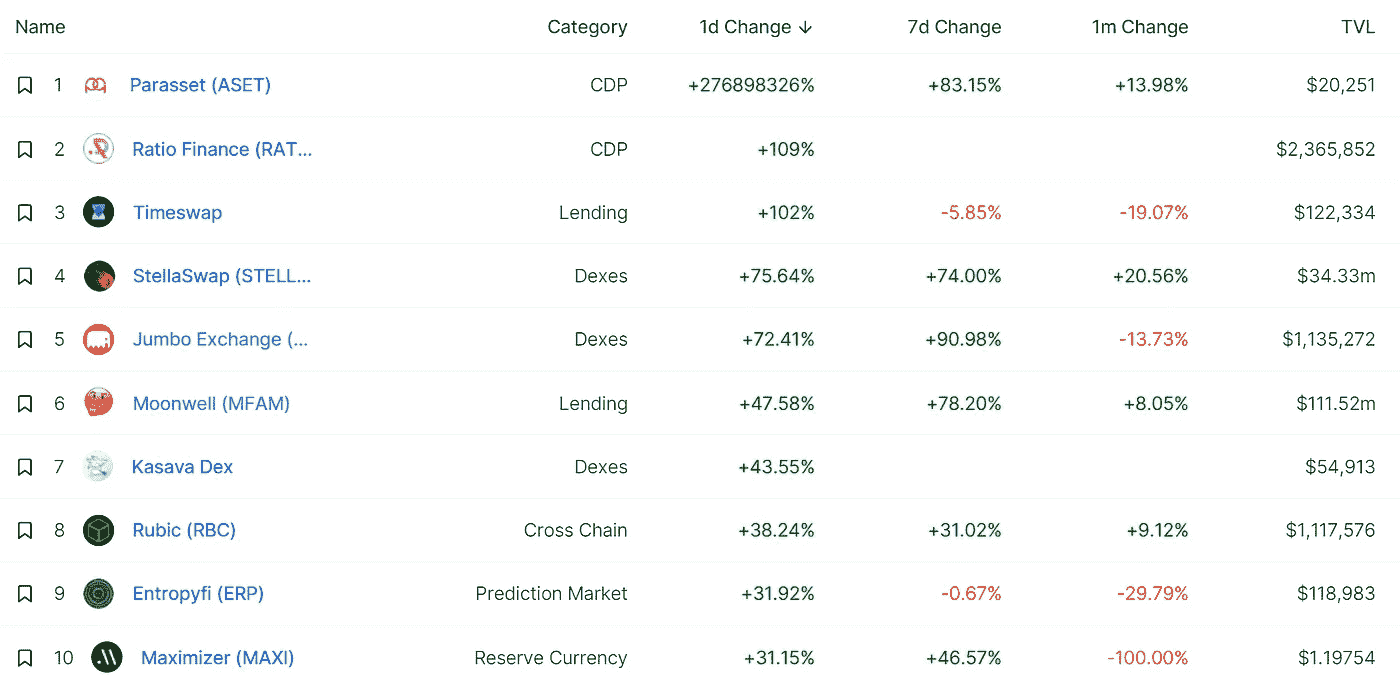 Name Category 1d Change ↓ 7d Change 1m Change TVL
1 Parasset (ASET) CDP +276898326% +83.15% +13.98% $20,251
2 Ratio Finance (RAT... CDP +109% $2,365,852
3 Timeswap Lending +102% -5.85% -19.07% $122,334
4 StellaSwap (STELL... Dexes +75.64% +74.00% +20.56% $34.33m
5 Jumbo Exchange (... Dexes +72.41% +90.98% -13.73% $1,135,272
6 Moonwell (MFAM) Lending +47.58% +78.20% +8.05% $111.52m
7 Kasava Dex Dexes +43.55% $54,913
8 Rubic (RBC) Cross Chain +38.24% +31.02% +9.12% $1,117,576
9 Entropyfi (ERP) Prediction Market +31.92% -0.67% -29.79% $118,983
10 Maximizer (MAXI) Reserve Currency +31.15% +46.57% -100.00% $1.19754